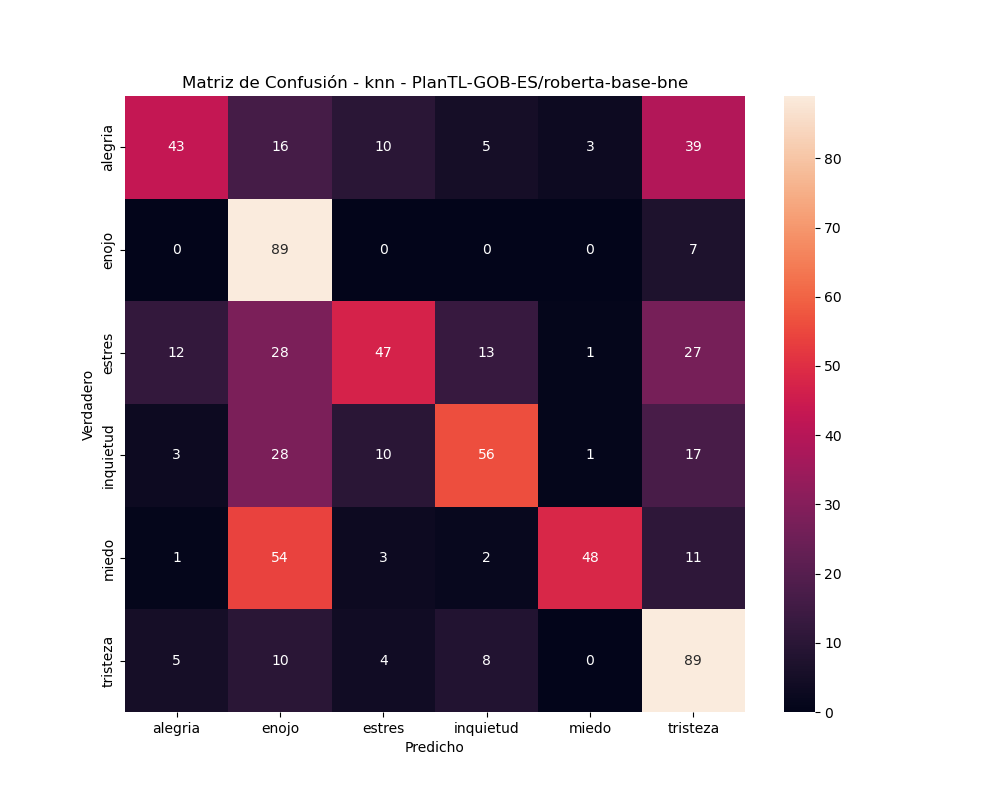 Matriz de Confusión - knn - PlanTL-GOB-ES/roberta-base-bne
alegria 43 16 10 5 3 39
enojo 0 89 0 0 0 7
estres 12 28 47 13 1 27
inquietud 3 28 10 56 1 17
miedo 1 54 3 2 48 11
tristeza 5 10 4 8 0 89
Verdadero
alegria enojo estres inquietud miedo tristeza
Predicho
80
70
60
50
40
30
20
10
0